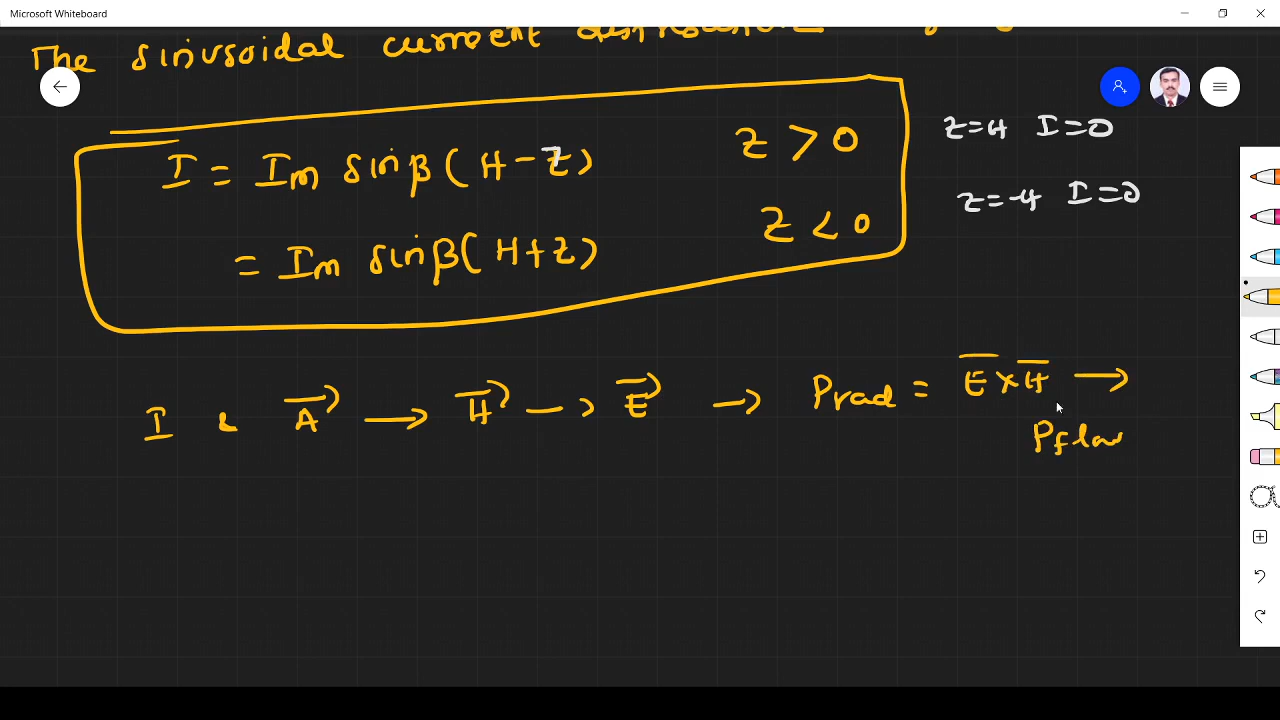 Microsoft Whiteboard
The sinusoidal current
I = Im sinβ(H-Z) Z > 0
= Im sinβ(H+Z) Z < 0
Z=H I=0
Z=-H I=0
I & A⃗ → H⃗ → E⃗ → Prad = E̅×H̅ →
Pflow